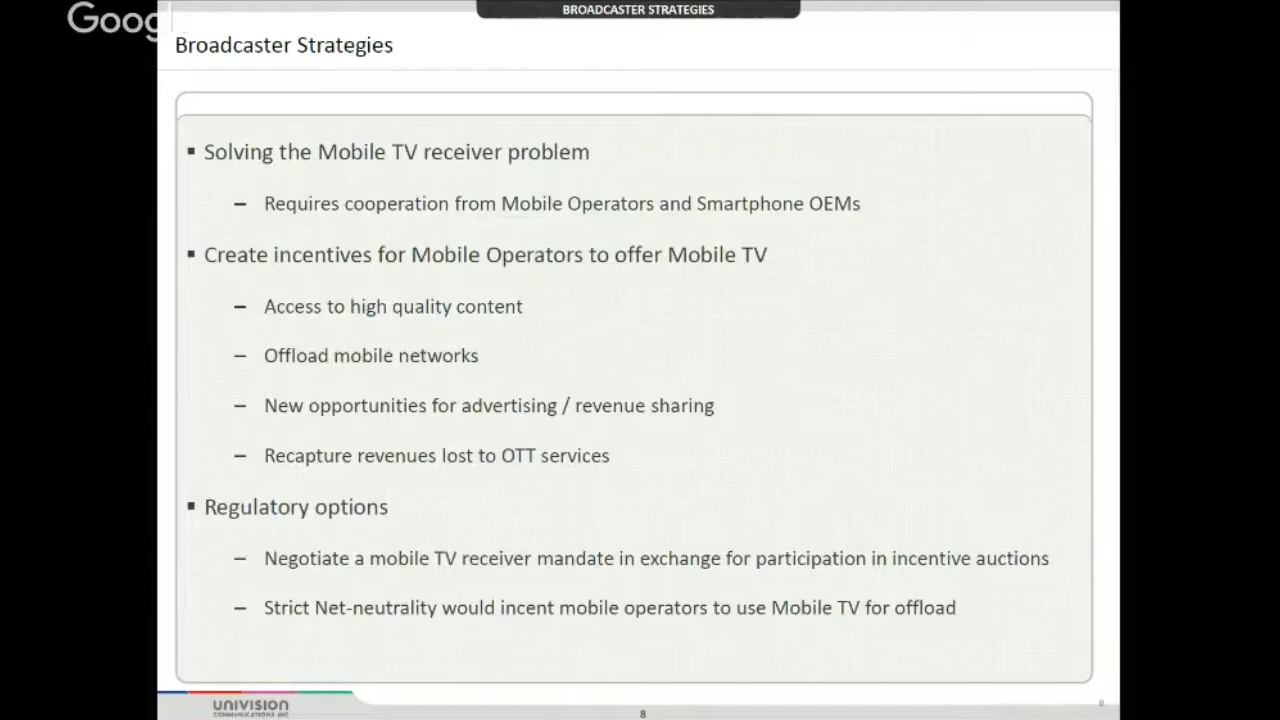 Goog
BROADCASTER STRATEGIES
Broadcaster Strategies
▪ Solving the Mobile TV receiver problem
– Requires cooperation from Mobile Operators and Smartphone OEMs
▪ Create incentives for Mobile Operators to offer Mobile TV
– Access to high quality content
– Offload mobile networks
– New opportunities for advertising / revenue sharing
– Recapture revenues lost to OTT services
▪ Regulatory options
– Negotiate a mobile TV receiver mandate in exchange for participation in incentive auctions
– Strict Net-neutrality would incent mobile operators to use Mobile TV for offload
UNIVISION
COMMUNICATIONS INC
8
8